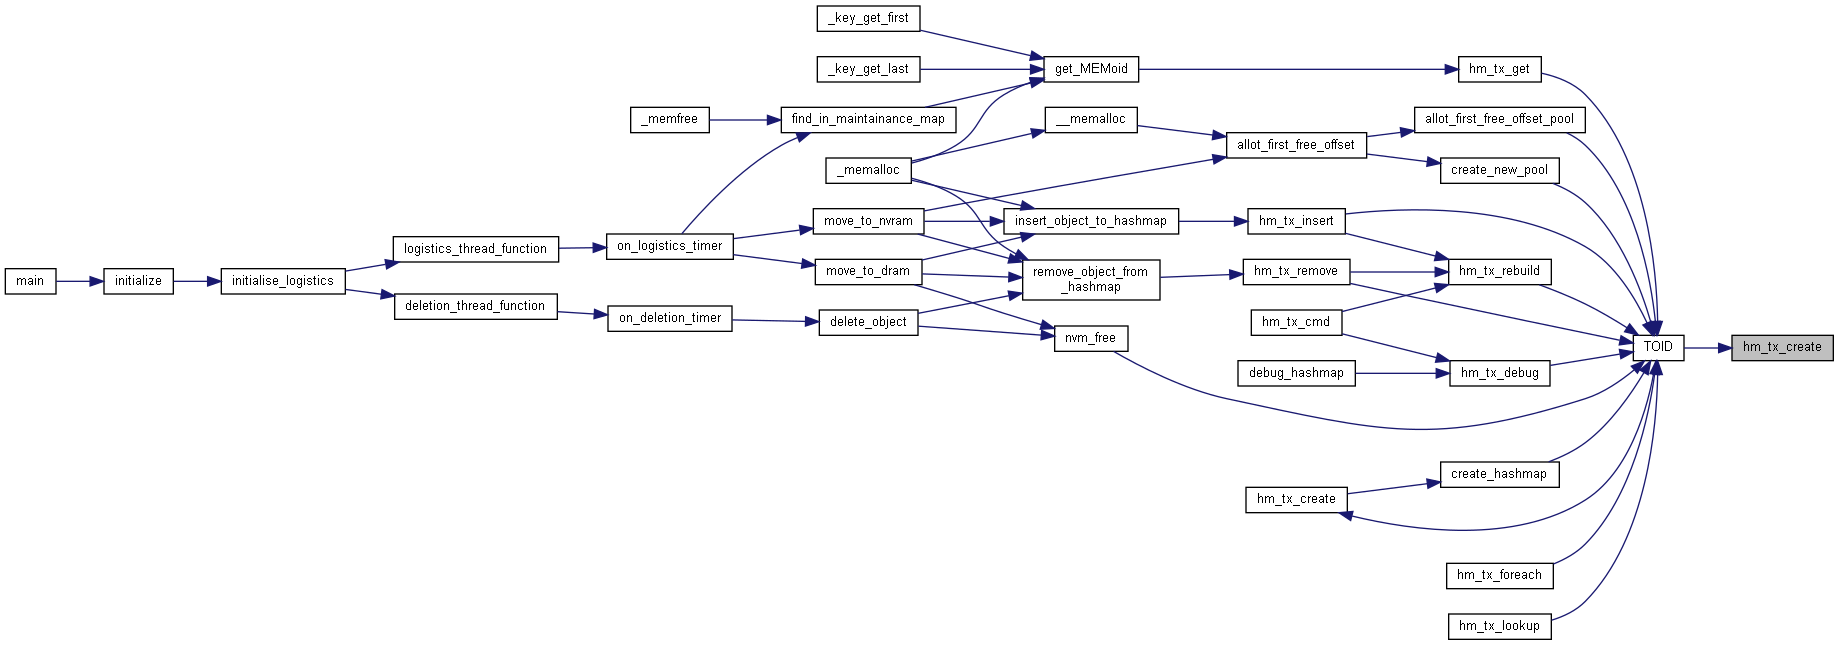 _key_get_first
_key_get_last
get_MEMoid
hm_tx_get
_memfree
find_in_maintainance_map
__memalloc
allot_first_free_offset_pool
allot_first_free_offset
_memalloc
create_new_pool
move_to_nvram
insert_object_to_hashmap
hm_tx_insert
logistics_thread_function
on_logistics_timer
main
initialize
initialise_logistics
move_to_dram
remove_object_from
_hashmap
hm_tx_remove
hm_tx_rebuild
deletion_thread_function
on_deletion_timer
delete_object
hm_tx_cmd
nvm_free
TOID
hm_tx_create
debug_hashmap
hm_tx_debug
create_hashmap
hm_tx_create
hm_tx_foreach
hm_tx_lookup